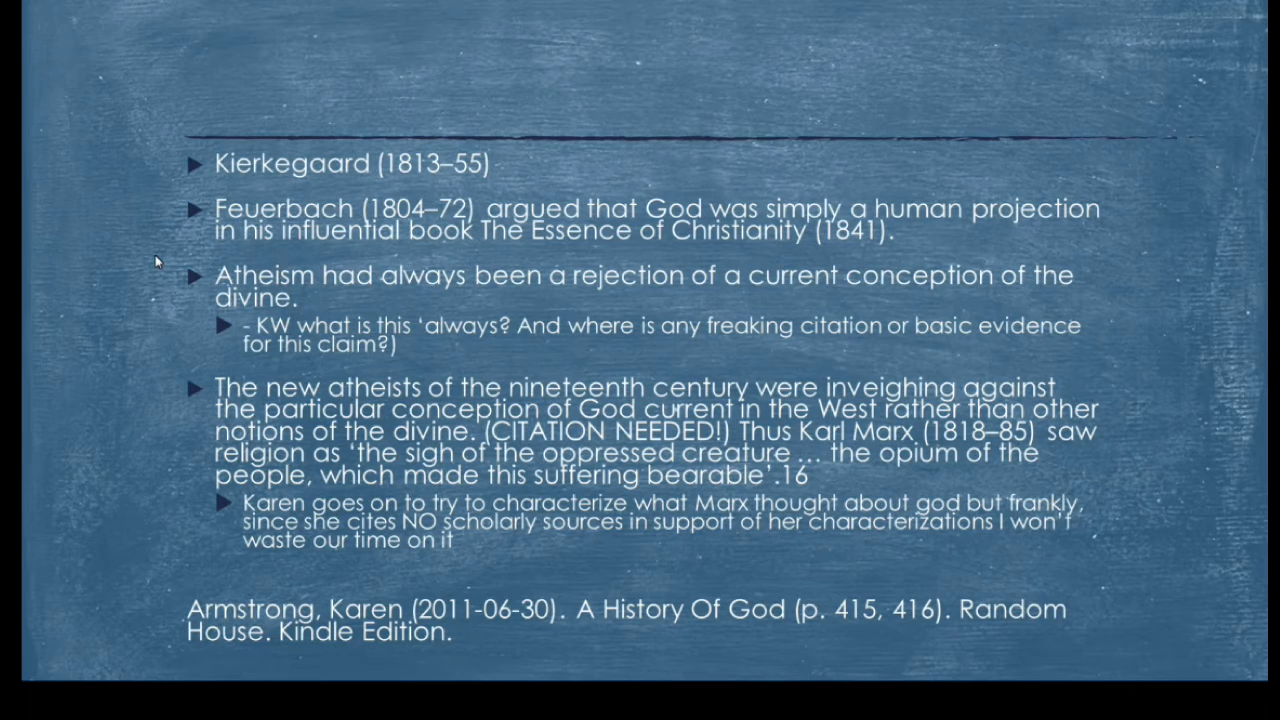 Kierkegaard (1813–55)
Feuerbach (1804–72) argued that God was simply a human projection
in his influential book The Essence of Christianity (1841).
Atheism had always been a rejection of a current conception of the
divine.
- KW what is this ‘always? And where is any freaking citation or basic evidence
for this claim?)
The new atheists of the nineteenth century were inveighing against
the particular conception of God current in the West rather than other
notions of the divine. (CITATION NEEDED!) Thus Karl Marx (1818–85) saw
religion as ‘the sigh of the oppressed creature … the opium of the
people, which made this suffering bearable’.16
Karen goes on to try to characterize what Marx thought about god but frankly,
since she cites NO scholarly sources in support of her characterizations I won’t
waste our time on it
Armstrong, Karen (2011-06-30). A History Of God (p. 415, 416). Random
House. Kindle Edition.